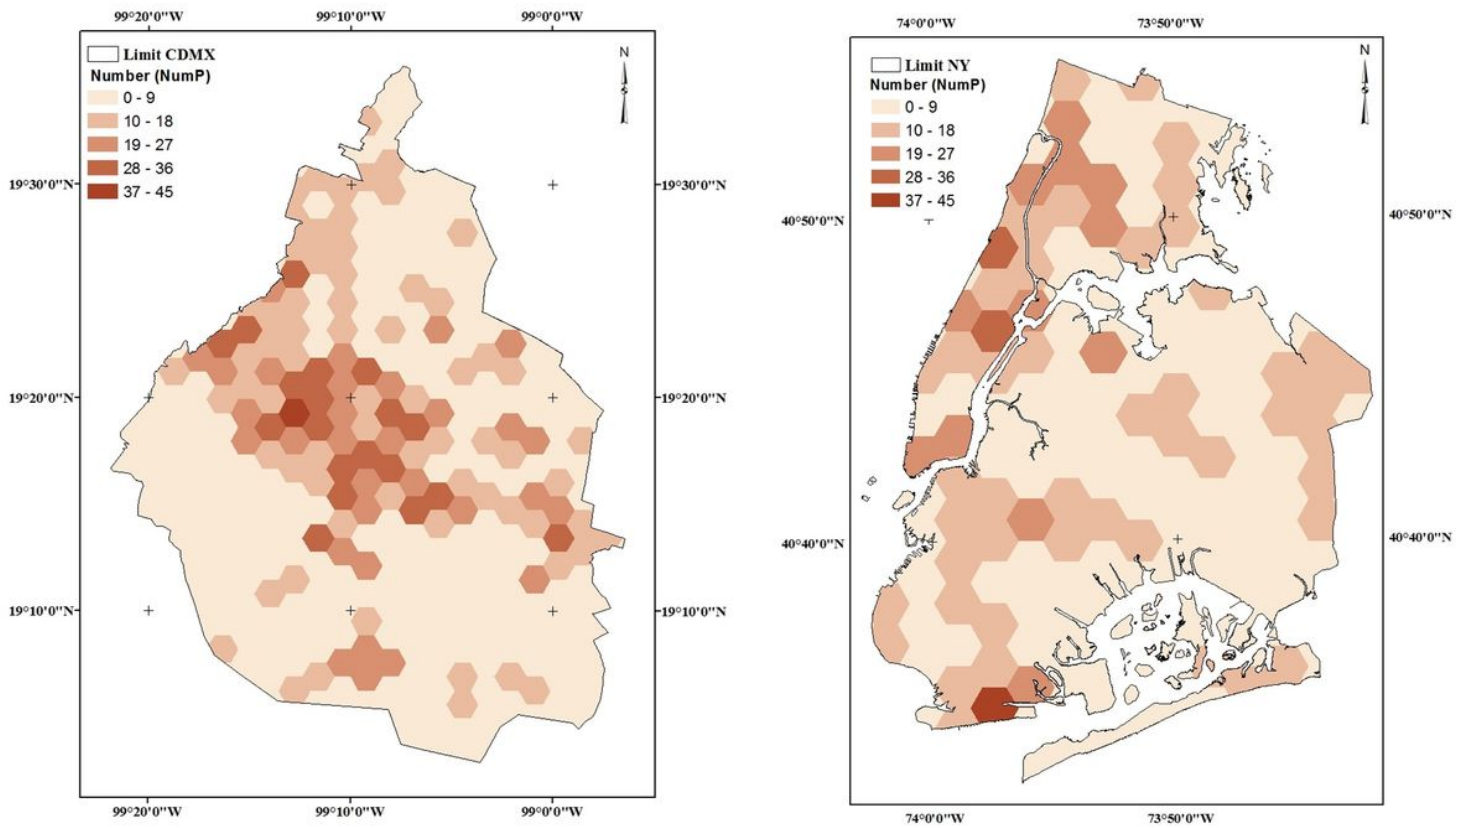 99°20'0"W 99°10'0"W 99°0'0"W
Limit CDMX
Number (NumP)
0 - 9
10 - 18
19 - 27
28 - 36
37 - 45
N
19°30'0"N 19°30'0"N
19°20'0"N 19°20'0"N
19°10'0"N 19°10'0"N
99°20'0"W 99°10'0"W 99°0'0"W
74°0'0"W 73°50'0"W
Limit NY
Number (NumP)
0 - 9
10 - 18
19 - 27
28 - 36
37 - 45
N
40°50'0"N 40°50'0"N
40°40'0"N 40°40'0"N
74°0'0"W 73°50'0"W